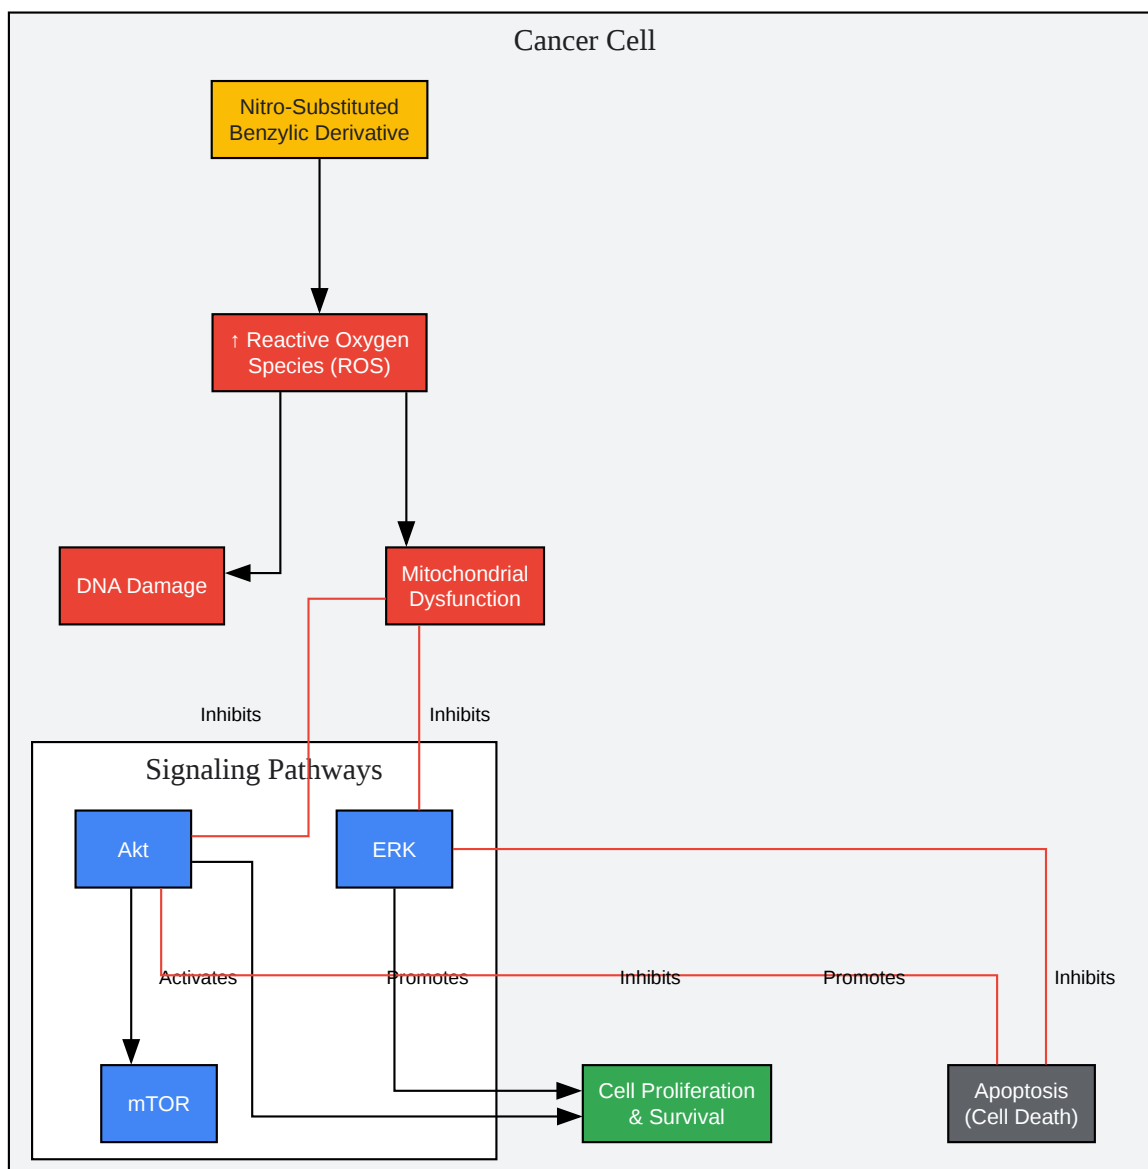 Cancer Cell
Nitro-Substituted
Benzylic Derivative
↑ Reactive Oxygen
Species (ROS)
DNA Damage
Mitochondrial
Dysfunction
Inhibits
Inhibits
Signaling Pathways
Akt
ERK
Activates
Promotes
Inhibits
Promotes
Inhibits
mTOR
Cell Proliferation
& Survival
Apoptosis
(Cell Death)